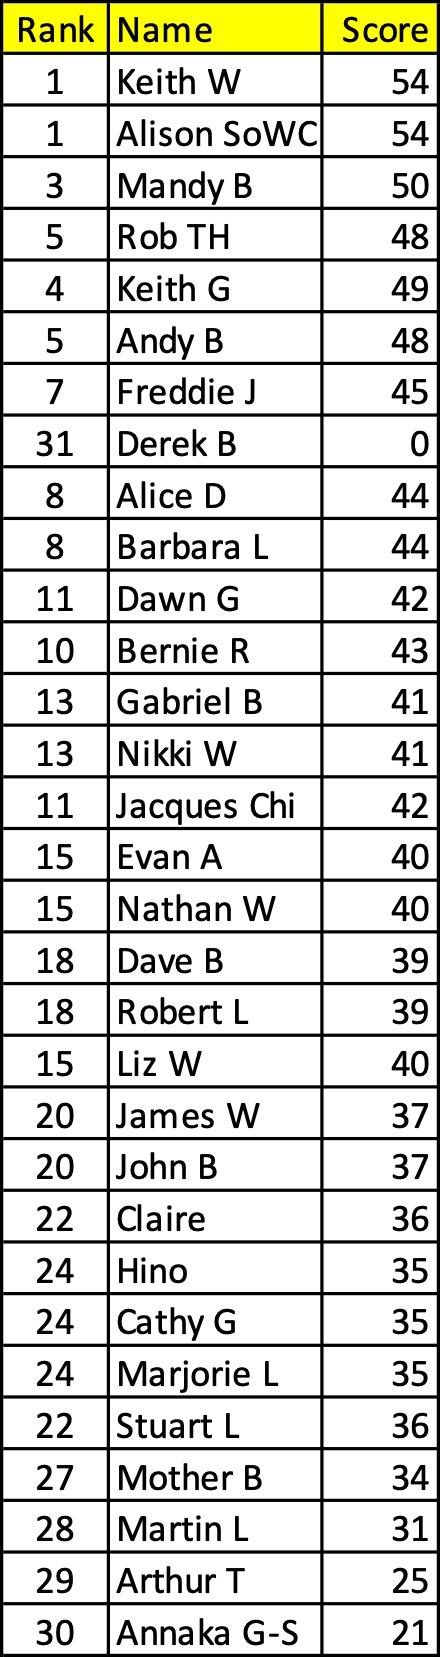 Rank Name Score
1 Keith W 54
1 Alison SoWC 54
3 Mandy B 50
5 Rob TH 48
4 Keith G 49
5 Andy B 48
7 Freddie J 45
31 Derek B 0
8 Alice D 44
8 Barbara L 44
11 Dawn G 42
10 Bernie R 43
13 Gabriel B 41
13 Nikki W 41
11 Jacques Chi 42
15 Evan A 40
15 Nathan W 40
18 Dave B 39
18 Robert L 39
15 Liz W 40
20 James W 37
20 John B 37
22 Claire 36
24 Hino 35
24 Cathy G 35
24 Marjorie L 35
22 Stuart L 36
27 Mother B 34
28 Martin L 31
29 Arthur T 25
30 Annaka G-S 21